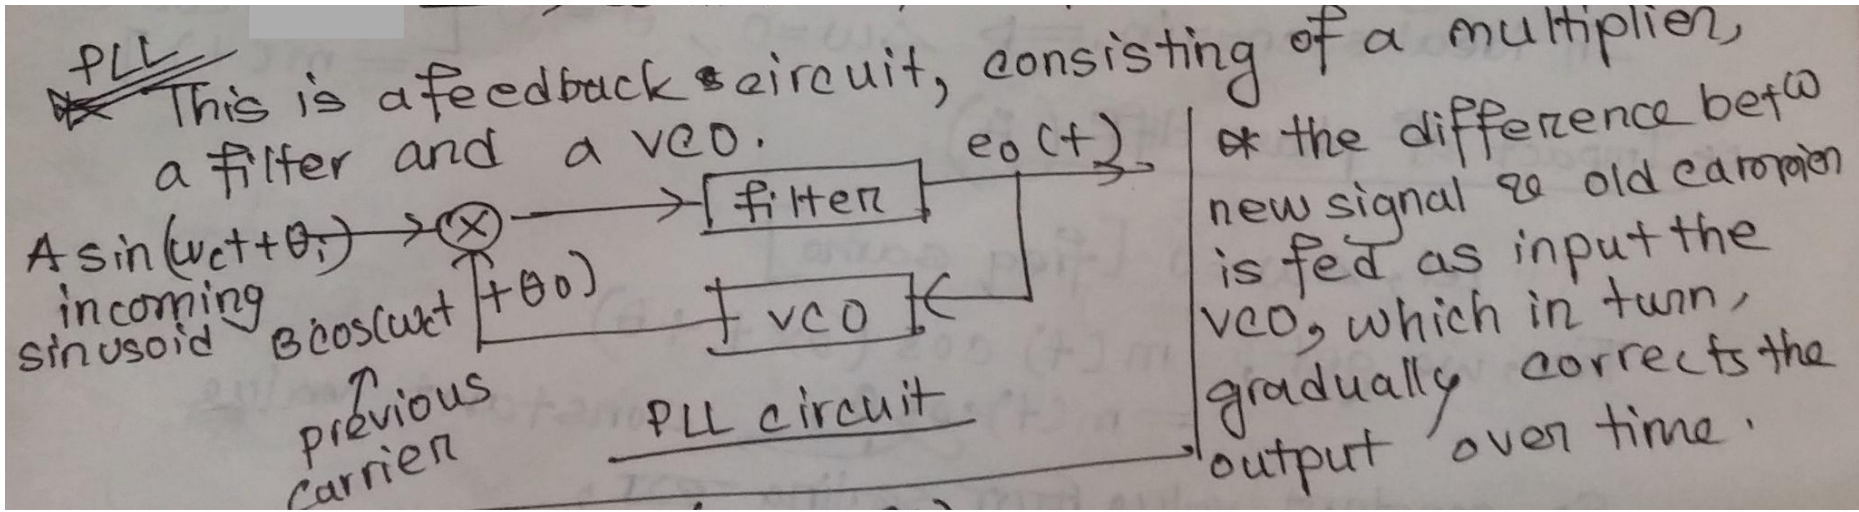 PLL
This is a feedback circuit, consisting of a multiplier,
a filter and a VCO.
e₀(t)
filter
X
A sin(ωct+θi)
incoming
sinusoid
B cos(ωct+θ0)
VCO
previous
carrier
PLL circuit
* the difference betω
new signal & old carrier
is fed as input the
VCO, which in turn,
gradually corrects the
output over time.